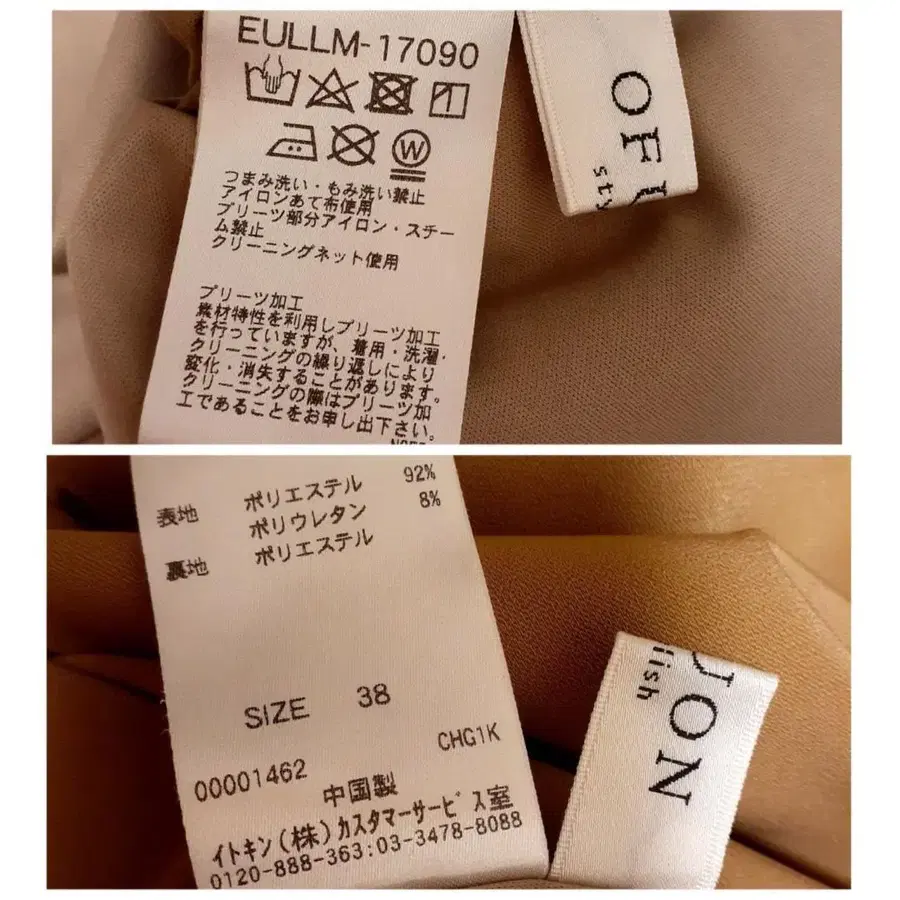 EULLM-17090
つまみ洗い・もみ洗い禁止
アイロンあて布使用
プリーツ部分アイロン・スチー
ム禁止
クリーニングネット使用
プリーツ加工
素材特性を利用しプリーツ加工
を行っていますが、着用・洗濯・
クリーニングの繰り返しにより
変化・消失することがあります。
クリーニングの際はプリーツ加
工であることをお申し出下さい。
OFU
sty
表地 ポリエステル 92%
ポリウレタン 8%
裏地 ポリエステル
SIZE 38
CHG1K
00001462
中国製
イトキン(株)カスタマーサービス室
0120-888-363:03-3478-8088
JON
lish